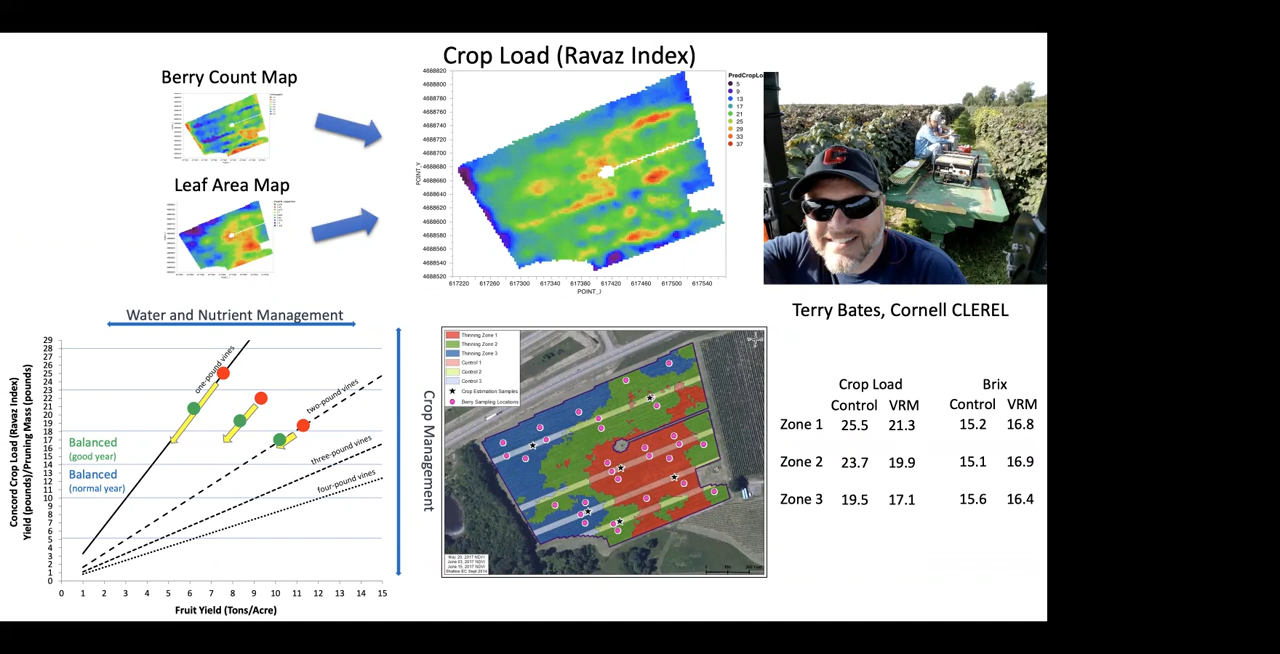 Crop Load (Ravaz Index)
Berry Count Map
Leaf Area Map
4688820
4688800
4688780
4688760
4688740
4688720
4688700
4688680
4688660
4688640
4688620
4688600
4688580
4688560
4688540
4688520
POINT_Y
617220 617260 617300 617340 617380 617420 617460 617500 617540
POINT_
PredCropLo
5
9
13
17
21
25
29
33
37
Terry Bates, Cornell CLEREL
Water and Nutrient Management
Crop Management
Concord Crop Load (Ravaz Index)
Yield (pounds)/Pruning Mass (pounds)
29
28
27
26
25
24
23
22
21
20
19
18
17
16
15
14
13
12
11
10
9
8
7
6
5
4
3
2
1
0
one-pound vines
two-pound vines
three-pound vines
four-pound vines
Balanced
(good year)
Balanced
(normal year)
0 1 2 3 4 5 6 7 8 9 10 11 12 13 14 15
Fruit Yield (Tons/Acre)
Thinning Zone 1
Thinning Zone 2
Thinning Zone 3
Control 1
Control 2
Control 3
Crop Estimation Samples
Berry Sampling Locations
Crop Load Brix
Control VRM Control VRM
Zone 1 25.5 21.3 15.2 16.8
Zone 2 23.7 19.9 15.1 16.9
Zone 3 19.5 17.1 15.6 16.4